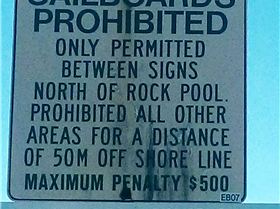 SAILBOARDS
PROHIBITED
ONLY PERMITTED
BETWEEN SIGNS
NORTH OF ROCK POOL.
PROHIBITED ALL OTHER
AREAS FOR A DISTANCE
OF 50M OFF SHORE LINE
MAXIMUM PENALTY $500
EB07